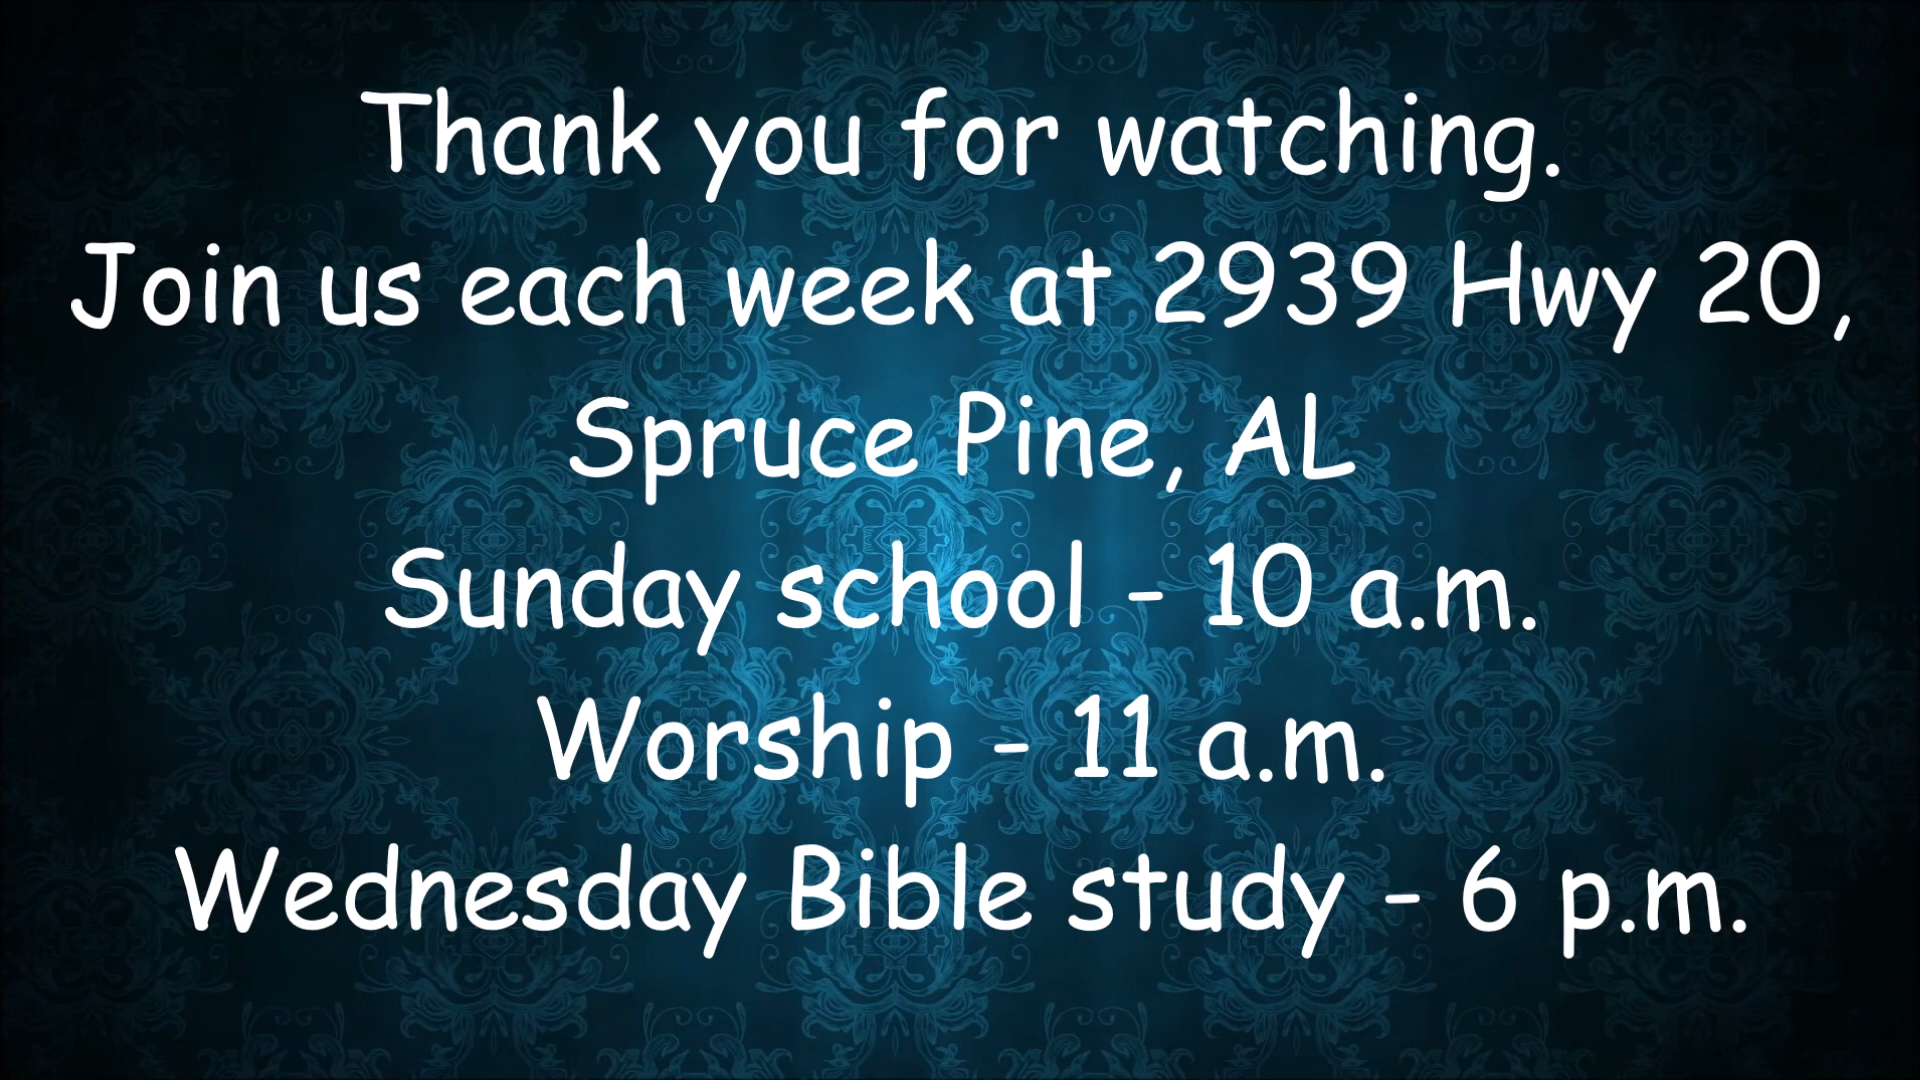 Thank you for watching.
Join us each week at 2939 Hwy 20,
Spruce Pine, AL
Sunday school - 10 a.m.
Worship - 11 a.m.
Wednesday Bible study - 6 p.m.